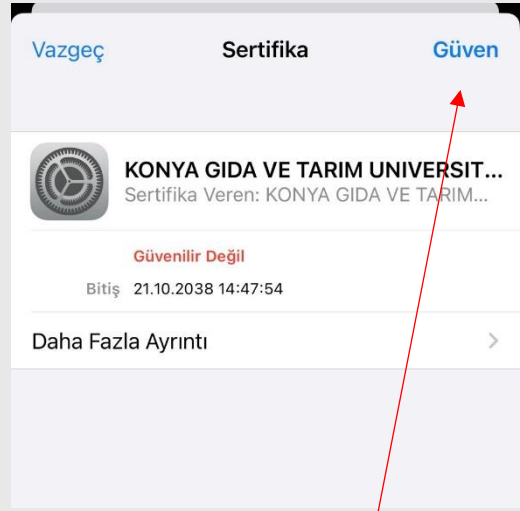 Vazgeç Sertifika Güven
KONYA GIDA VE TARIM UNIVERSIT...
Sertifika Veren: KONYA GIDA VE TARIM...
Güvenilir Değil
Bitiş 21.10.2038 14:47:54
Daha Fazla Ayrıntı